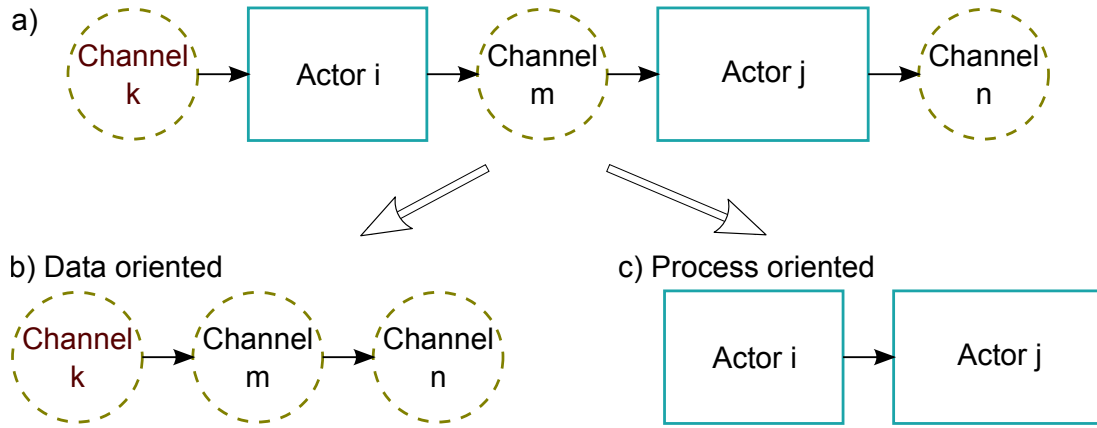 a)
Channel
k
Actor i
Channel
m
Actor j
Channel
n
b) Data oriented
Channel
k
Channel
m
Channel
n
c) Process oriented
Actor i
Actor j